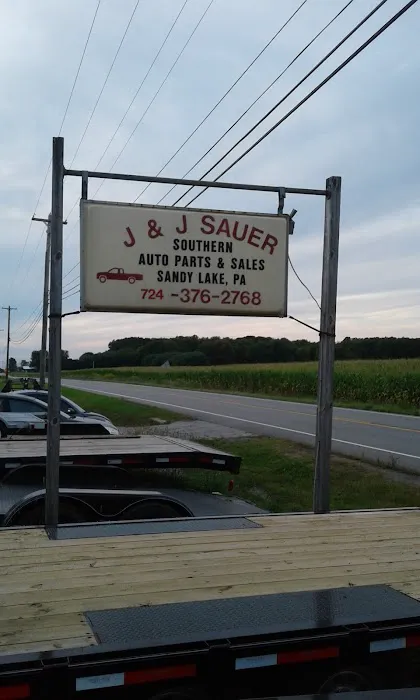 J & J SAUER
SOUTHERN
AUTO PARTS & SALES
SANDY LAKE, PA
724-376-2768